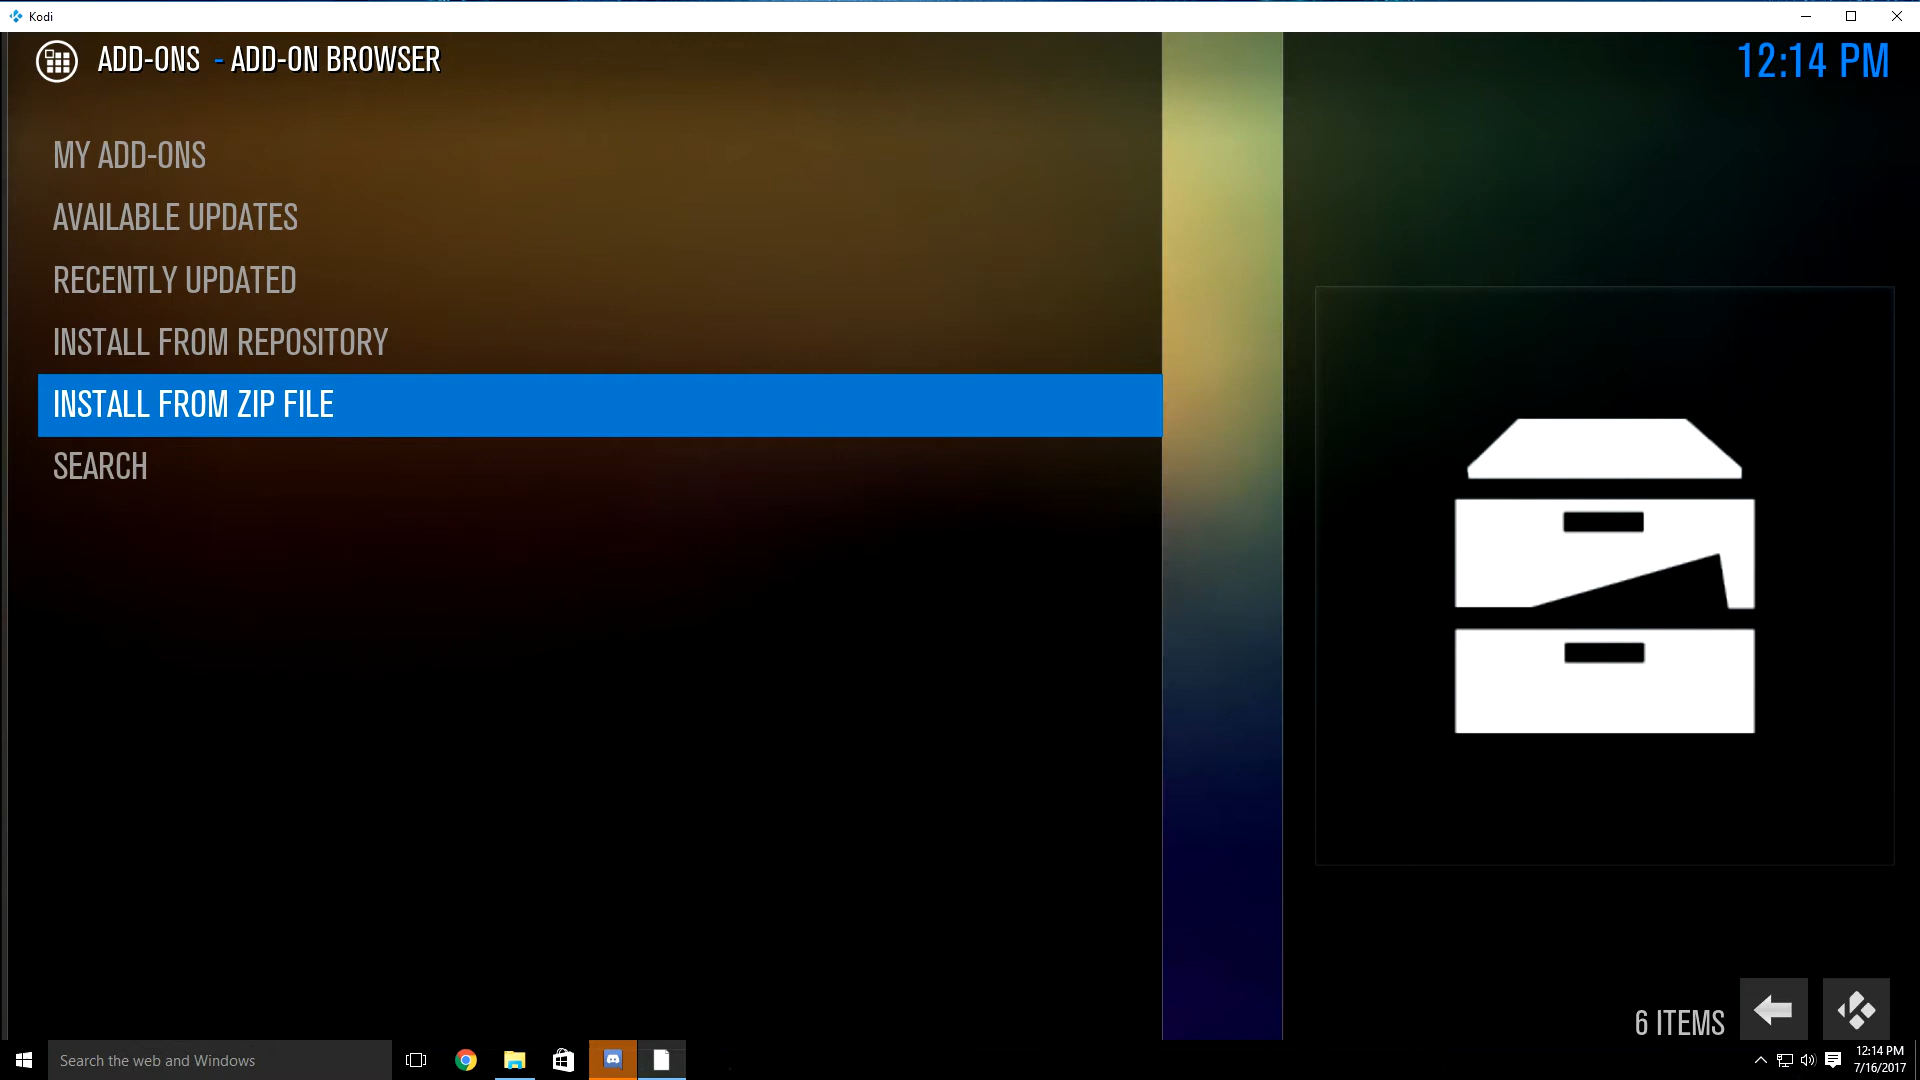 Kodi
ADD-ONS - ADD-ON BROWSER
12:14 PM
MY ADD-ONS
AVAILABLE UPDATES
RECENTLY UPDATED
INSTALL FROM REPOSITORY
INSTALL FROM ZIP FILE
SEARCH
6 ITEMS
Search the web and Windows
12:14 PM
7/16/2017